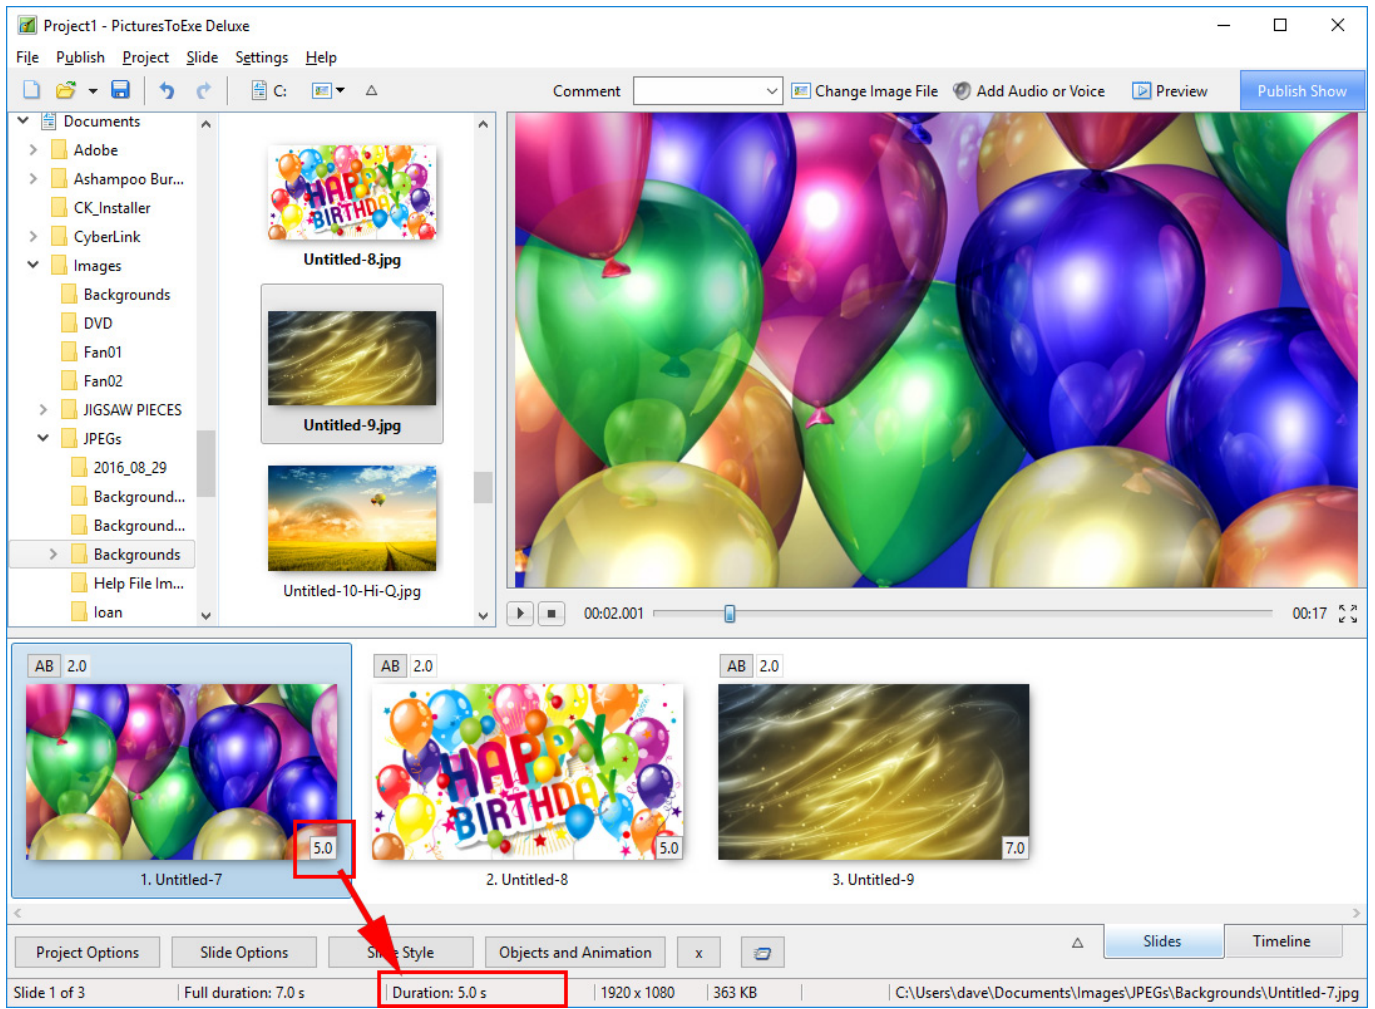 Project1 - PicturesToExe Deluxe
File Publish Project Slide Settings Help
C: Comment Change Image File Add Audio or Voice Preview Publish Show
Documents
Adobe
Ashampoo Bur...
CK_Installer
CyberLink
Images
Backgrounds
DVD
Fan01
Fan02
JIGSAW PIECES
JPEGs
2016_08_29
Background...
Background...
Backgrounds
Help File Im...
loan
HAPPY
BIRTHDAY
Untitled-8.jpg
Untitled-9.jpg
Untitled-10-Hi-Q.jpg
00:02.001 00:17
AB 2.0
5.0
1. Untitled-7
AB 2.0
HAPPY
BIRTHDAY
5.0
2. Untitled-8
AB 2.0
7.0
3. Untitled-9
Project Options Slide Options Slide Style Objects and Animation x Slides Timeline
Slide 1 of 3 Full duration: 7.0 s Duration: 5.0 s 1920 x 1080 363 KB C:\Users\dave\Documents\Images\JPEGs\Backgrounds\Untitled-7.jpg